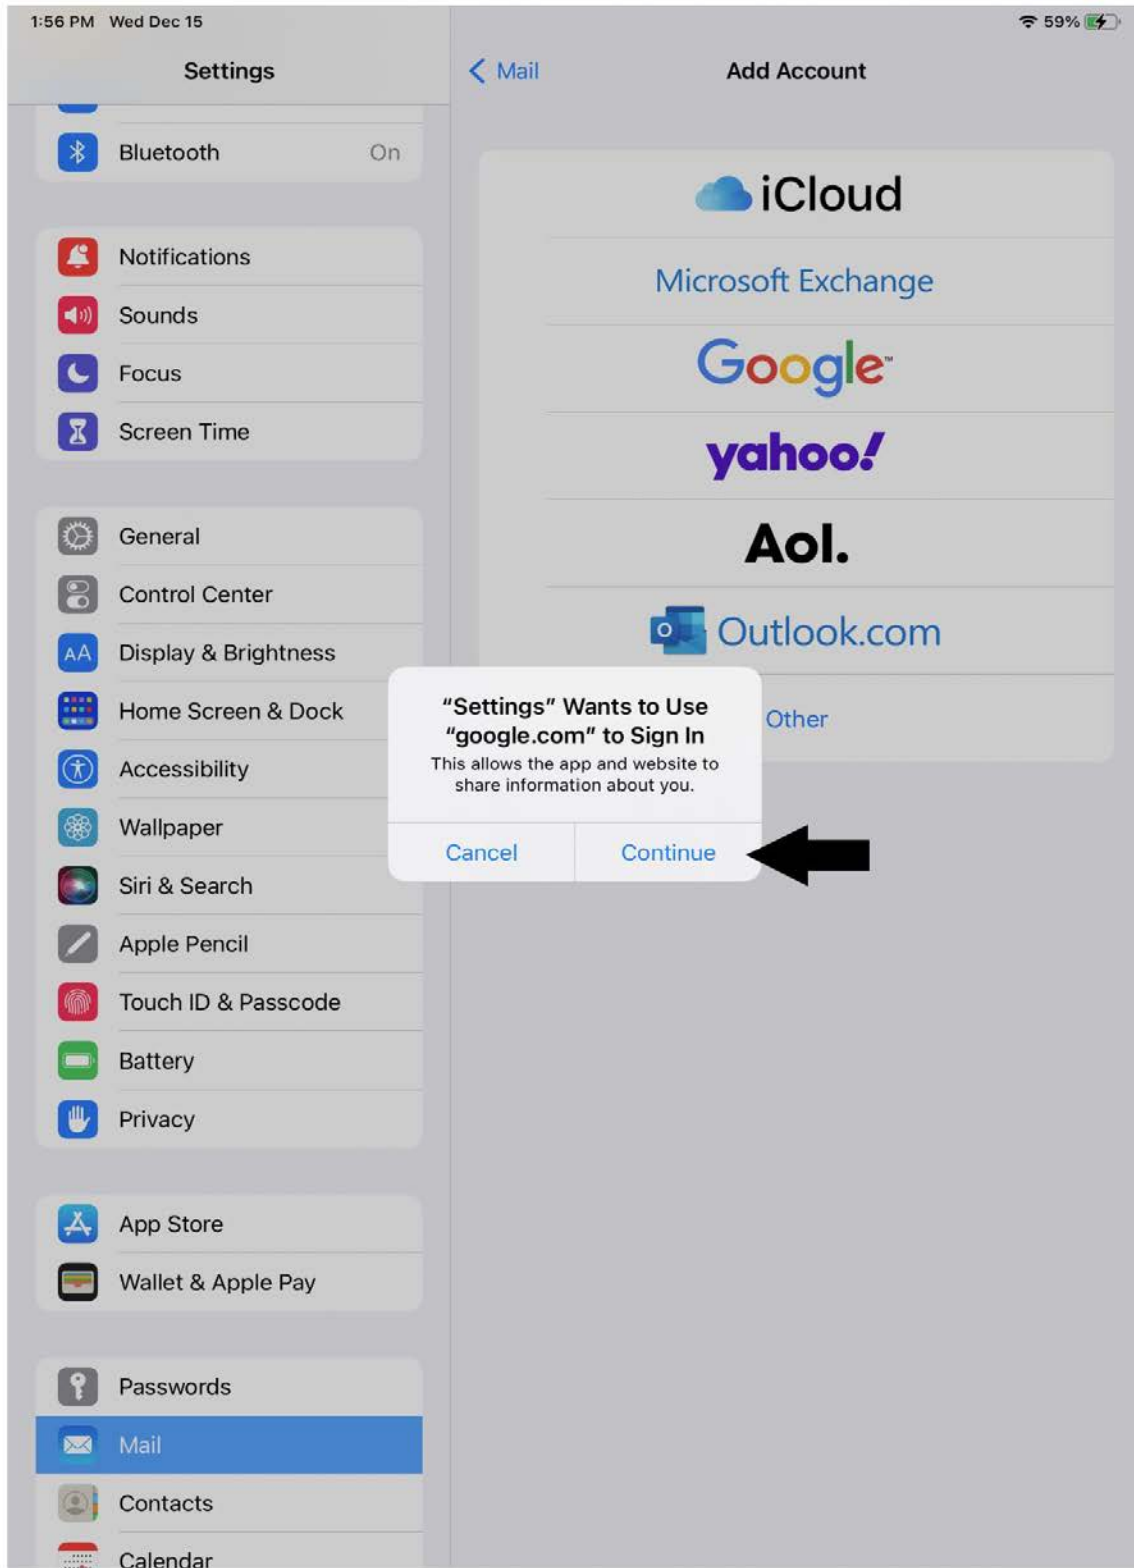 1:56 PM Wed Dec 15
59%
Settings
Mail
Add Account
Bluetooth On
Notifications
Sounds
Focus
Screen Time
General
Control Center
AA Display & Brightness
Home Screen & Dock
Accessibility
Wallpaper
Siri & Search
Apple Pencil
Touch ID & Passcode
Battery
Privacy
App Store
Wallet & Apple Pay
Passwords
Mail
Contacts
Calendar
iCloud
Microsoft Exchange
Google™
yahoo!
Aol.
Outlook.com
Other
“Settings” Wants to Use
“google.com” to Sign In
This allows the app and website to
share information about you.
Cancel Continue